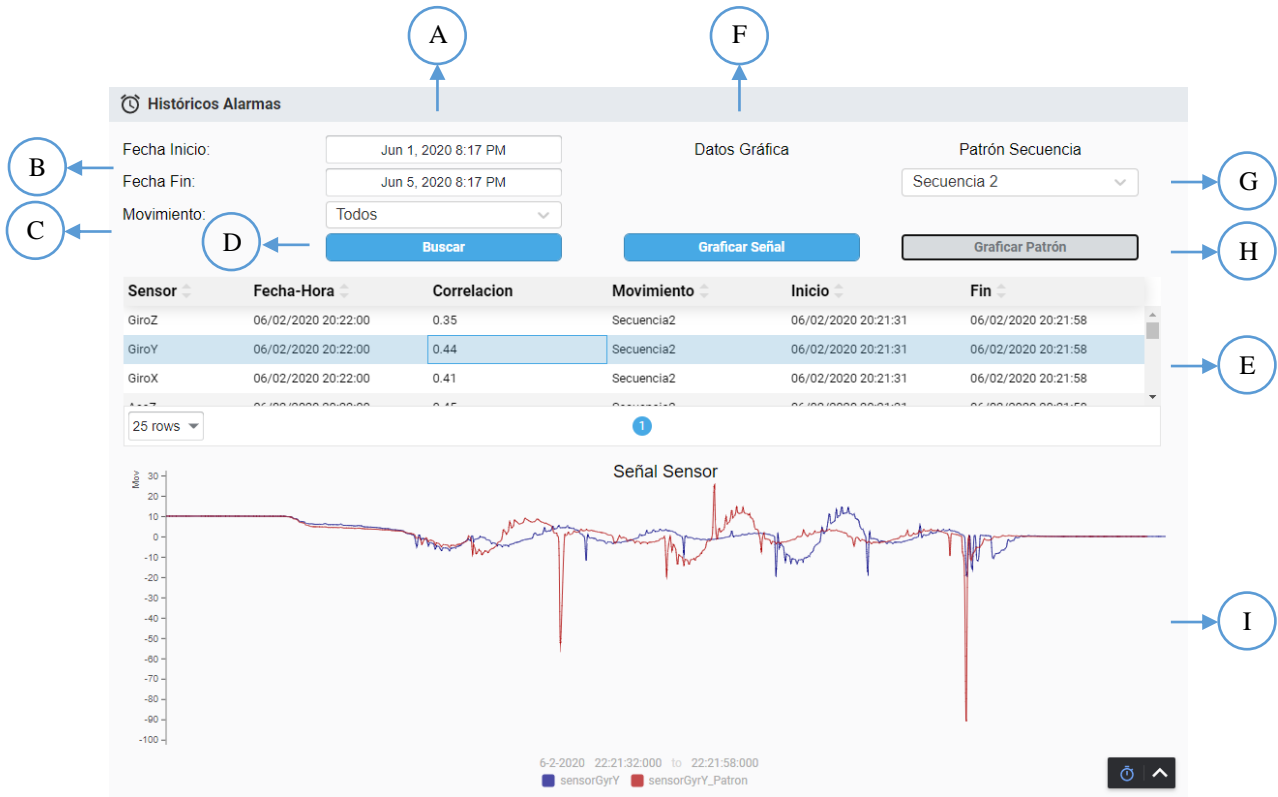 A
F
Históricos Alarmas
B
Fecha Inicio:
Jun 1, 2020 8:17 PM
Datos Gráfica
Patrón Secuencia
Fecha Fin:
Jun 5, 2020 8:17 PM
Secuencia 2
G
C
Movimiento:
Todos
D
Buscar
Graficar Señal
Graficar Patrón
H
Sensor Fecha-Hora Correlacion Movimiento Inicio Fin
GiroZ 06/02/2020 20:22:00 0.35 Secuencia2 06/02/2020 20:21:31 06/02/2020 20:21:58
GiroY 06/02/2020 20:22:00 0.44 Secuencia2 06/02/2020 20:21:31 06/02/2020 20:21:58
E
GiroX 06/02/2020 20:22:00 0.41 Secuencia2 06/02/2020 20:21:31 06/02/2020 20:21:58
25 rows
1
Señal Sensor
Mov
30
20
10
0
-10
-20
-30
-40
-50
-60
-70
-80
-90
-100
I
6-2-2020 22:21:32:000 to 22:21:58:000
sensorGyrY sensorGyrY_Patron